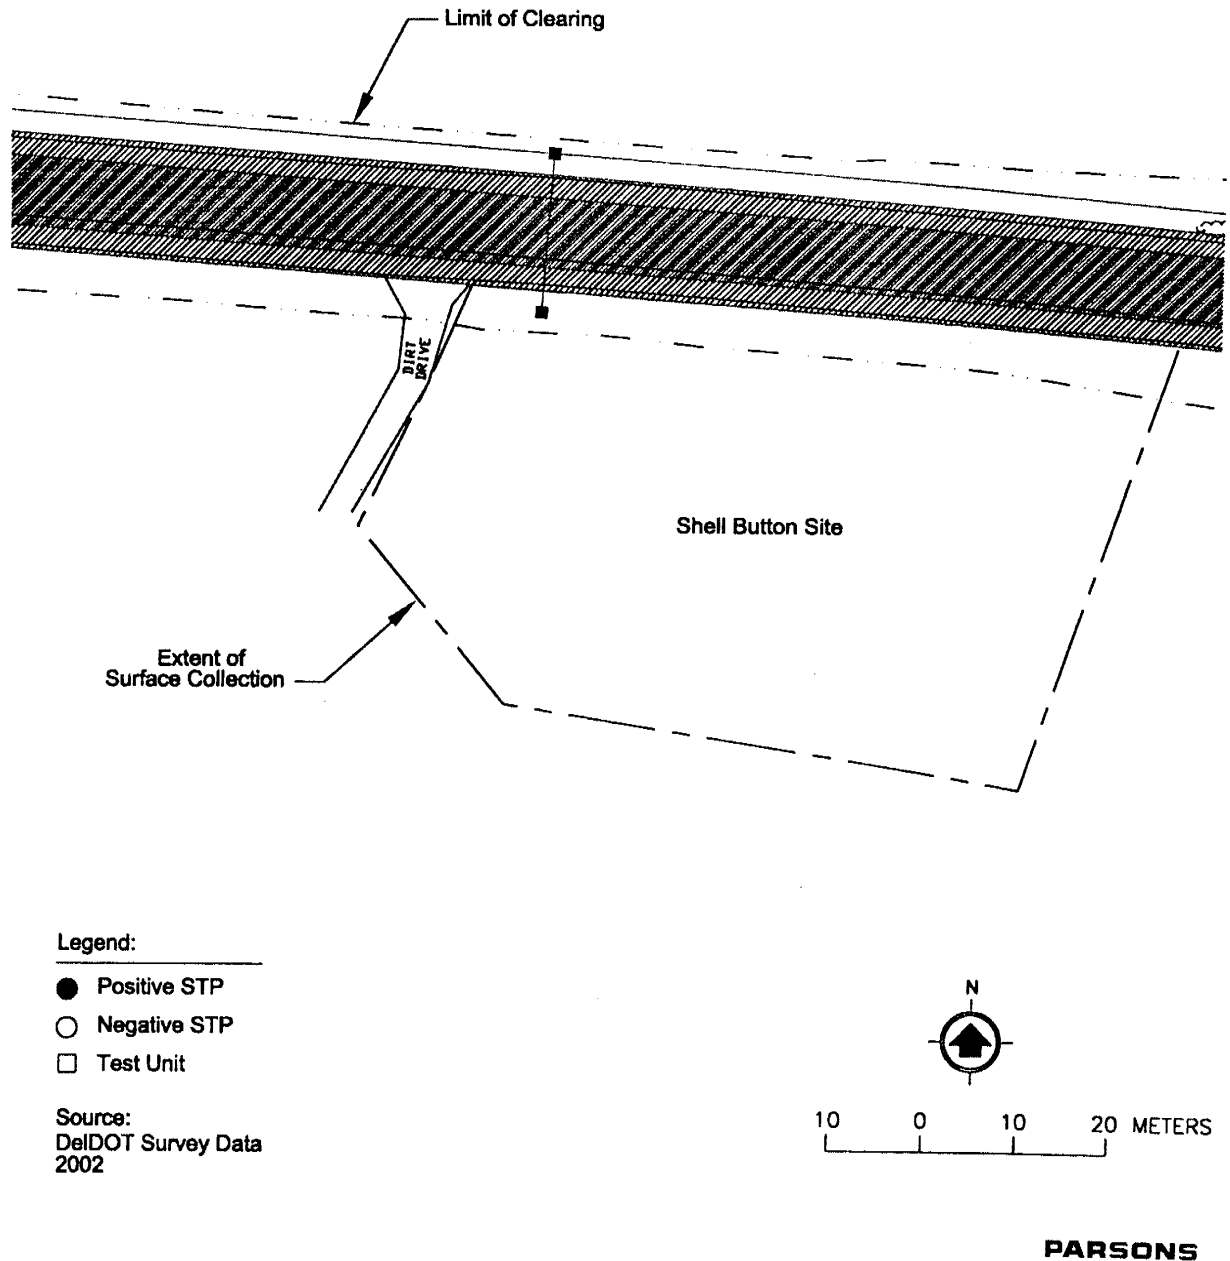 Limit of Clearing
DIRT
DRIVE
Shell Button Site
Extent of
Surface Collection
Legend:
Positive STP
Negative STP
Test Unit
Source:
DelDOT Survey Data
2002
N
10 0 10 20 METERS
PARSONS